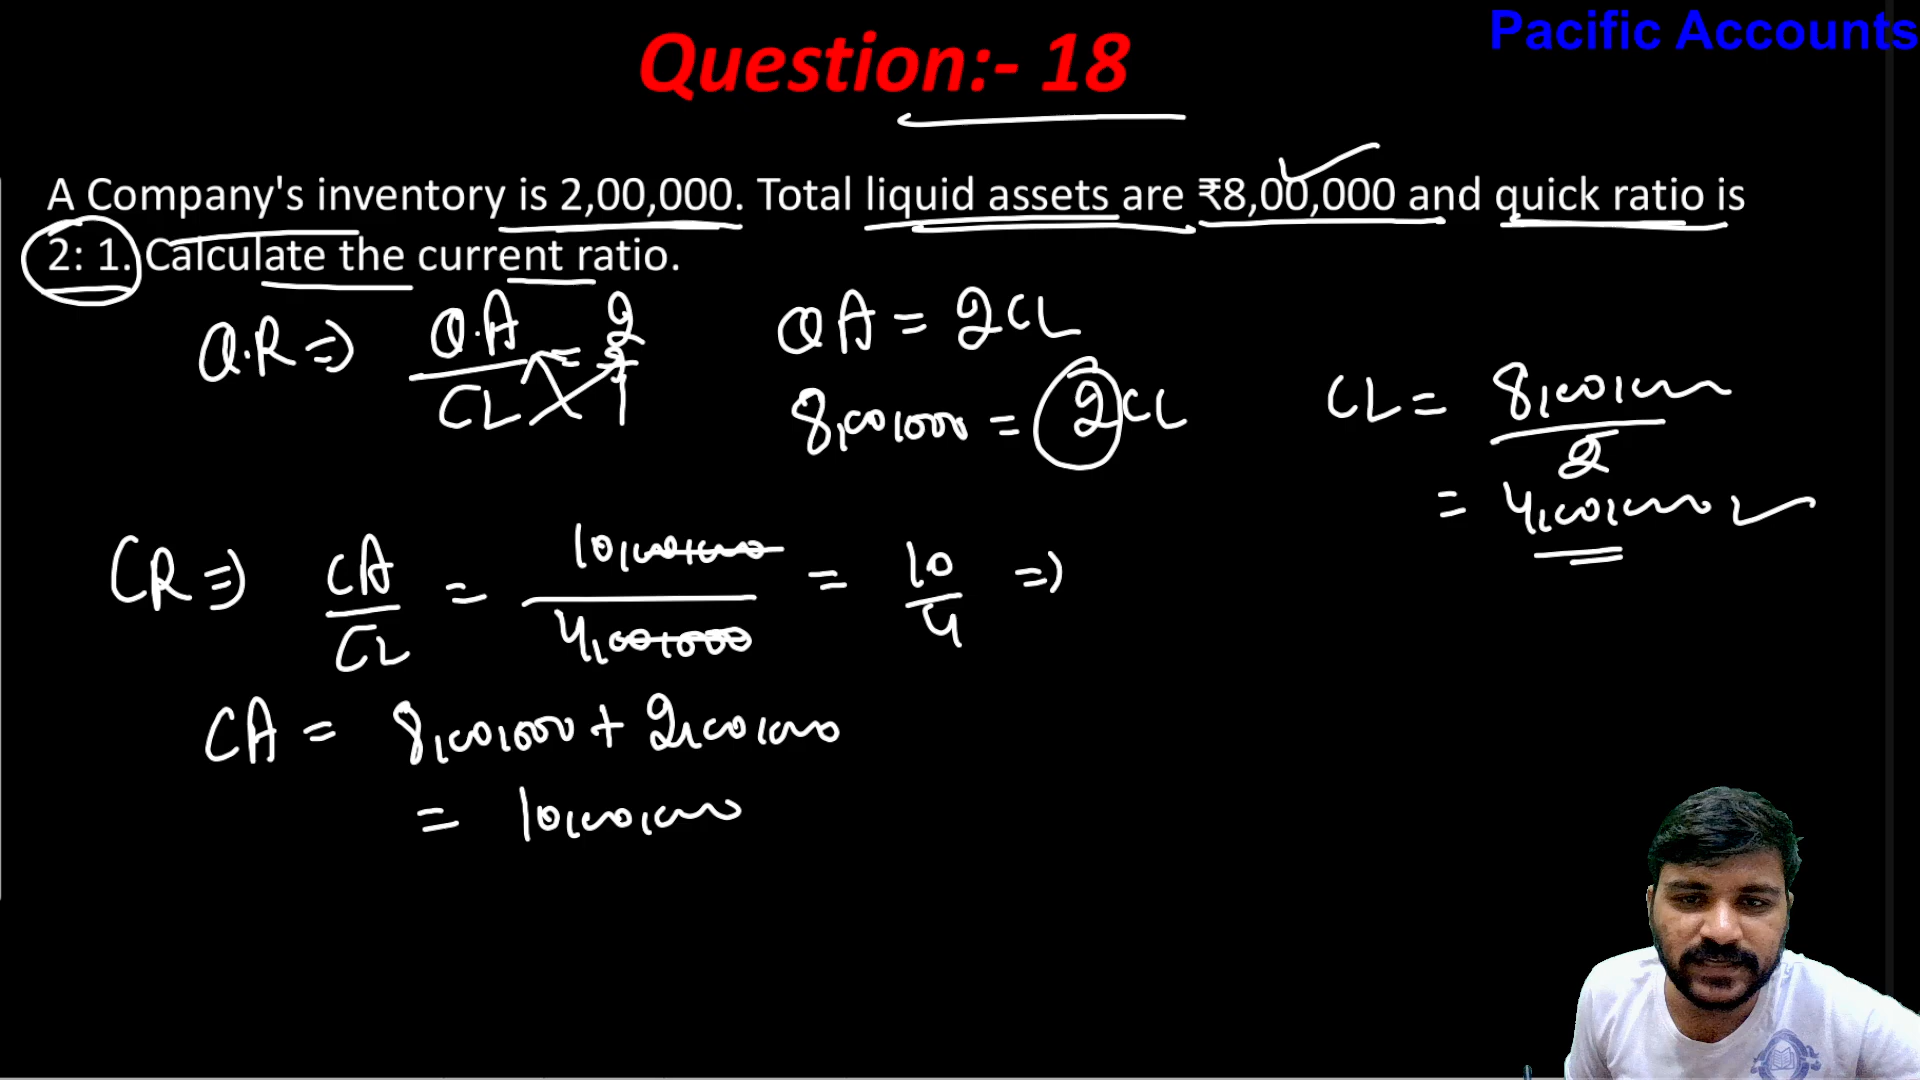 Pacific Accounts
Question:- 18
A Company's inventory is 2,00,000. Total liquid assets are ₹8,00,000 and quick ratio is
2: 1. Calculate the current ratio.
Q.R ⇒ Q.A / CL = 2 / 1
QA = 2CL
8,00,000 = 2CL
CL = 8,00,000 / 2
= 4,00,000
CR ⇒ CA / CL = 10,00,000 / 4,00,000 = 10 / 4 ⇒
CA = 8,00,000 + 2,00,000
= 10,00,000